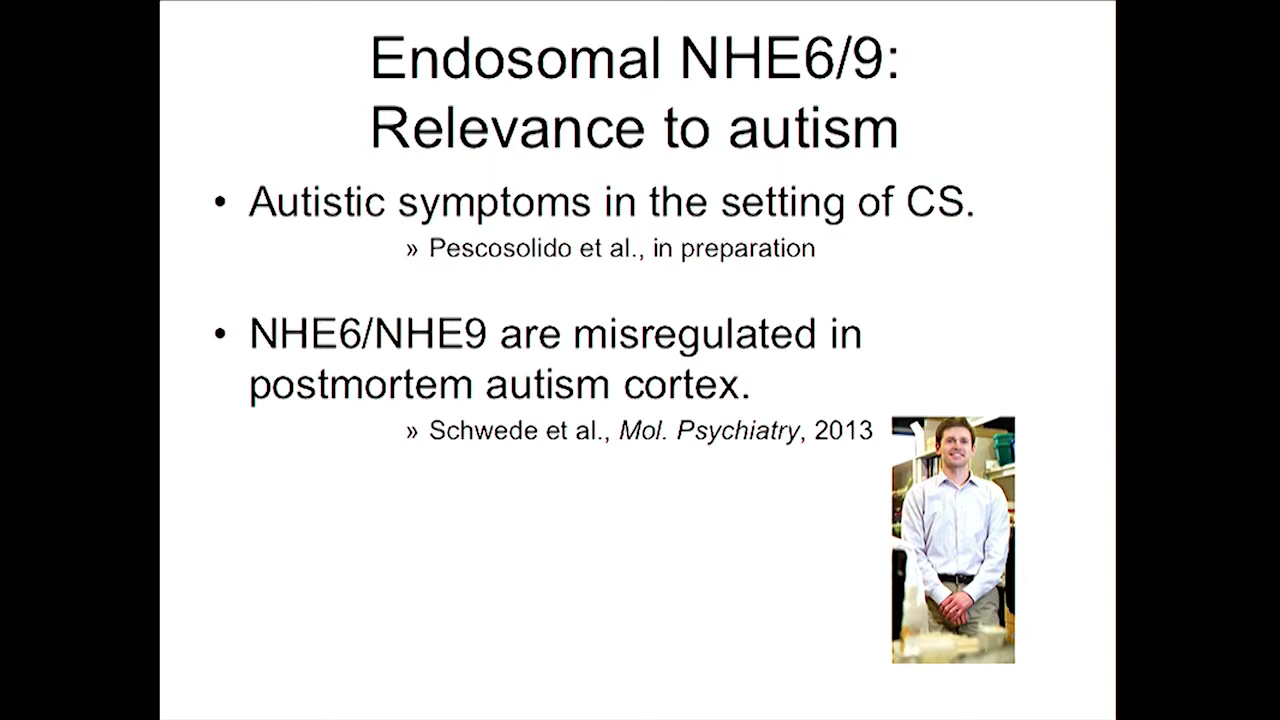 Endosomal NHE6/9:
Relevance to autism
• Autistic symptoms in the setting of CS.
» Pescosolido et al., in preparation
• NHE6/NHE9 are misregulated in
postmortem autism cortex.
» Schwede et al., Mol. Psychiatry, 2013